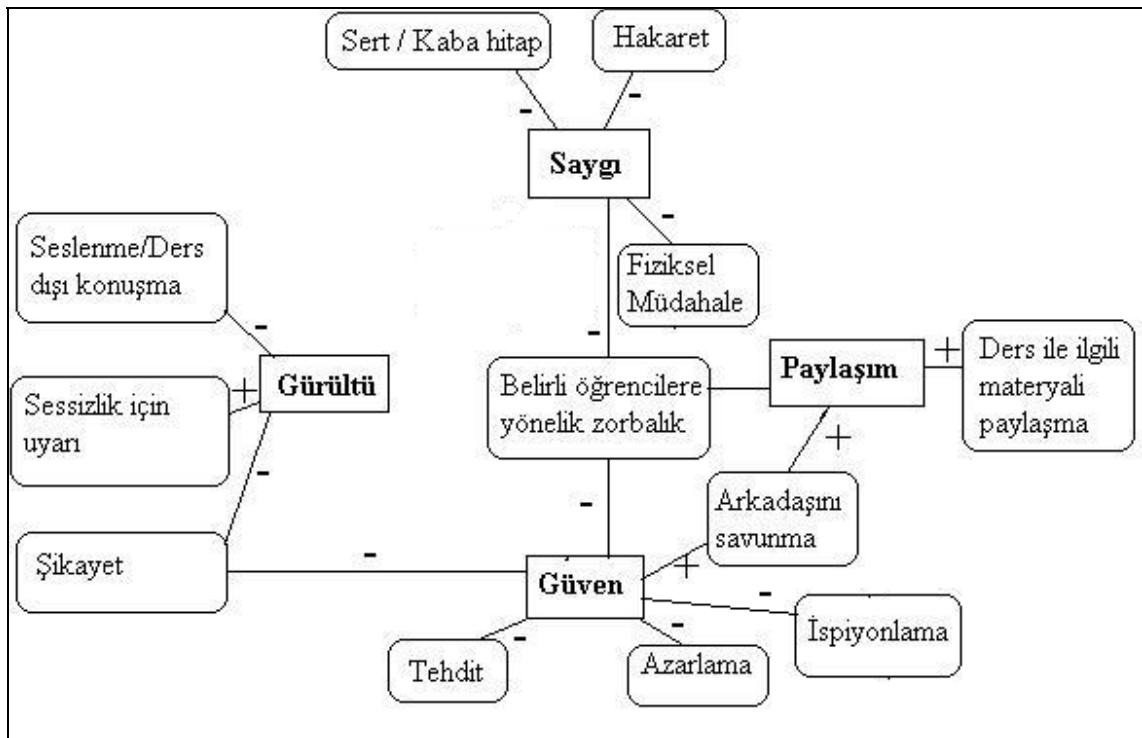 Sert / Kaba hitap
Hakaret
-
-
Saygı
-
Fiziksel
Müdahale
Seslenme/Ders
dışı konuşma
-
Gürültü
+
Sessizlik için
uyarı
-
Şikayet
-
Belirli öğrencilere
yönelik zorbalık
Paylaşım
+
Ders ile ilgili
materyali
paylaşma
+
Arkadaşını
savunma
-
-
Güven
+
-
İspiyonlama
-
Tehdit
-
Azarlama